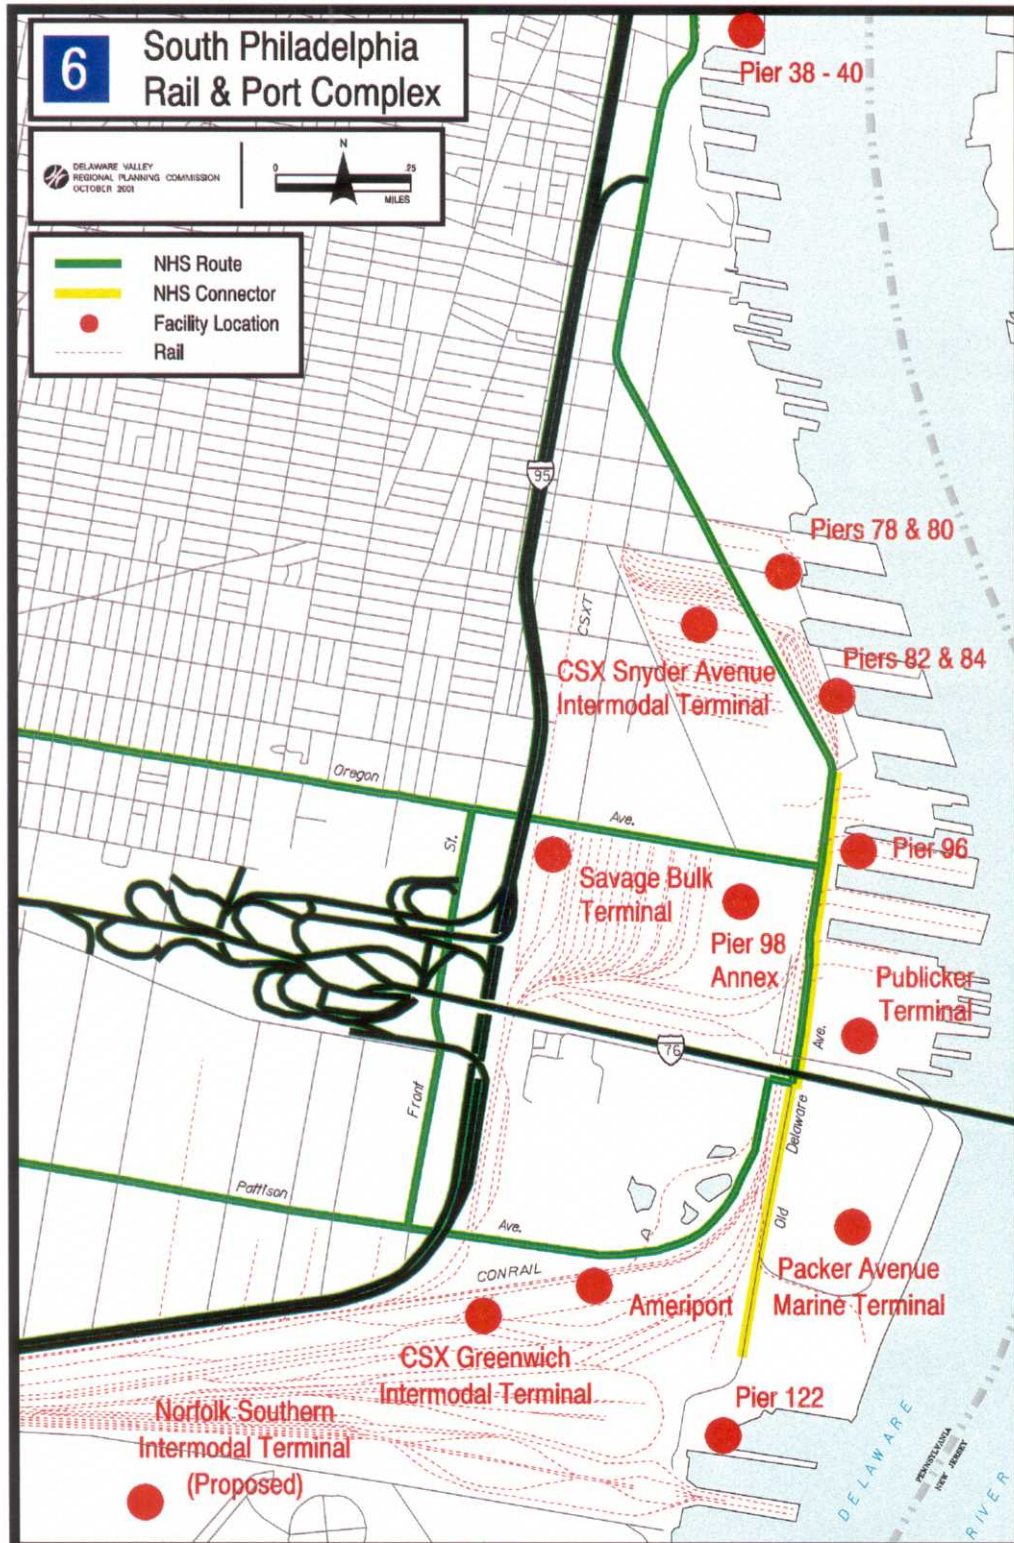 6
South Philadelphia
Rail & Port Complex
DELAWARE VALLEY
REGIONAL PLANNING COMMISSION
OCTOBER 2001
N
0
.25
MILES
NHS Route
NHS Connector
Facility Location
Rail
Pier 38 - 40
95
Piers 78 & 80
CSXT
Piers 82 & 84
CSX Snyder Avenue
Intermodal Terminal
Oregon
Ave.
St.
Pier 96
Savage Bulk
Terminal
Pier 98
Annex
Publicker
Terminal
76
Ave.
Front
Delaware
Old
Pattison
Ave.
CONRAIL
Ameriport
Packer Avenue
Marine Terminal
CSX Greenwich
Intermodal Terminal
Pier 122
Norfolk Southern
Intermodal Terminal
(Proposed)
PENNSYLVANIA
NEW JERSEY
DELAWARE
RIVER